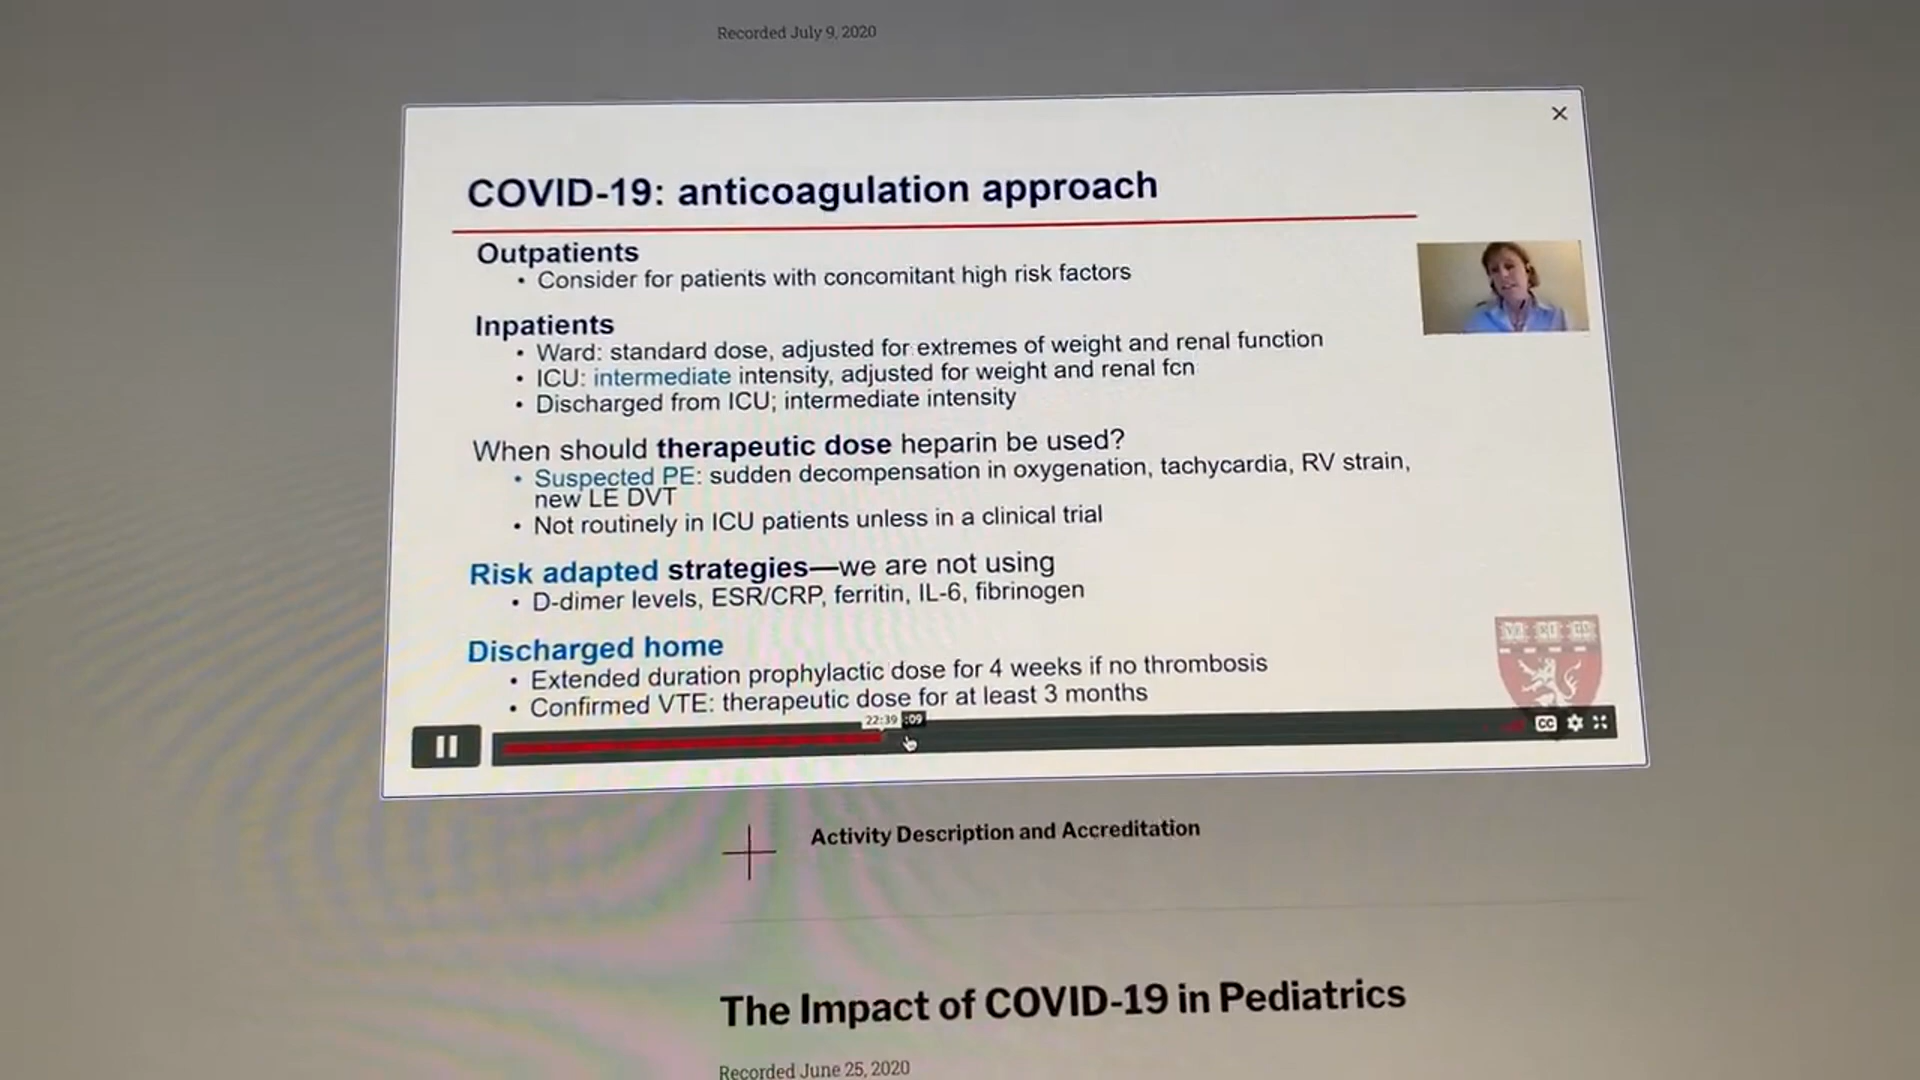 Recorded July 9, 2020
COVID-19: anticoagulation approach
Outpatients
• Consider for patients with concomitant high risk factors
Inpatients
• Ward: standard dose, adjusted for extremes of weight and renal function
• ICU: intermediate intensity, adjusted for weight and renal fcn
• Discharged from ICU; intermediate intensity
When should therapeutic dose heparin be used?
• Suspected PE: sudden decompensation in oxygenation, tachycardia, RV strain,
new LE DVT
• Not routinely in ICU patients unless in a clinical trial
Risk adapted strategies—we are not using
• D-dimer levels, ESR/CRP, ferritin, IL-6, fibrinogen
Discharged home
• Extended duration prophylactic dose for 4 weeks if no thrombosis
• Confirmed VTE: therapeutic dose for at least 3 months
22:39 :09
CC
Activity Description and Accreditation
The Impact of COVID-19 in Pediatrics
Recorded June 25, 2020